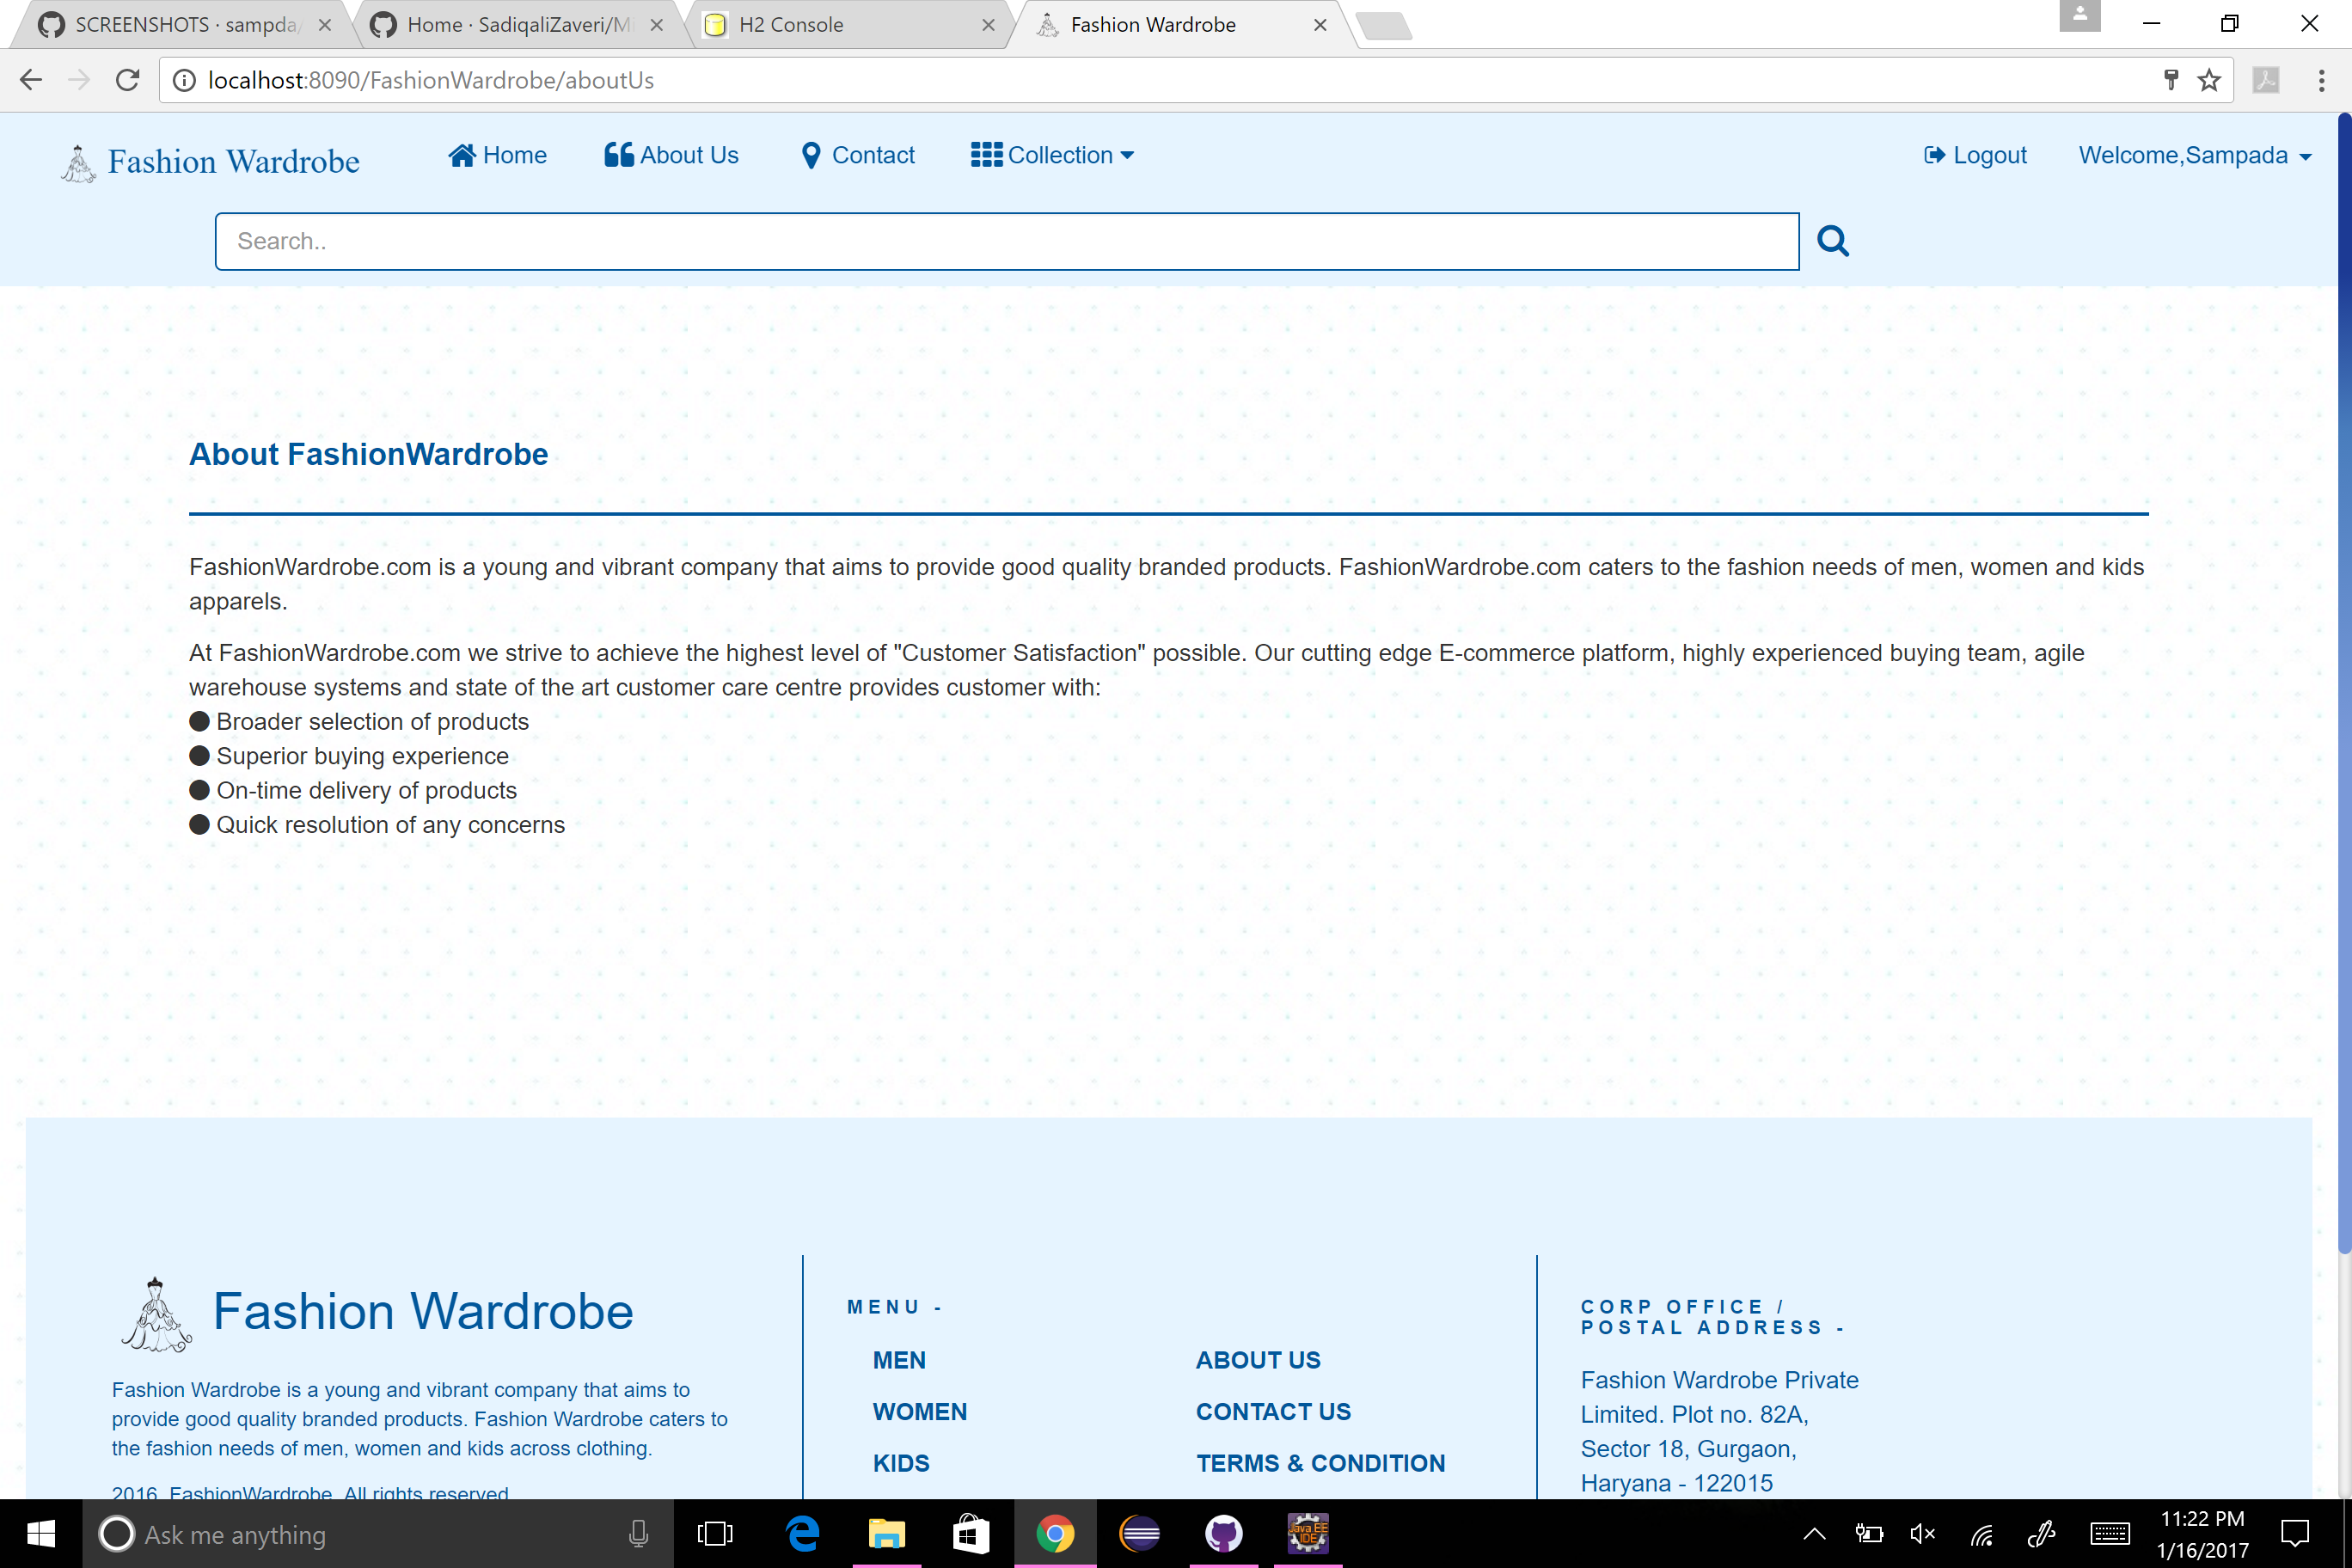 SCREENSHOTS · sampda/
Home · SadiqaliZaveri/Mi
H2 Console
Fashion Wardrobe
localhost:8090/FashionWardrobe/aboutUs
Fashion Wardrobe
Home
About Us
Contact
Collection
Logout
Welcome,Sampada
Search..
About FashionWardrobe
FashionWardrobe.com is a young and vibrant company that aims to provide good quality branded products. FashionWardrobe.com caters to the fashion needs of men, women and kids
apparels.
At FashionWardrobe.com we strive to achieve the highest level of "Customer Satisfaction" possible. Our cutting edge E-commerce platform, highly experienced buying team, agile
warehouse systems and state of the art customer care centre provides customer with:
● Broader selection of products
● Superior buying experience
● On-time delivery of products
● Quick resolution of any concerns
Fashion Wardrobe
Fashion Wardrobe is a young and vibrant company that aims to
provide good quality branded products. Fashion Wardrobe caters to
the fashion needs of men, women and kids across clothing.
2016, FashionWardrobe. All rights reserved
MENU -
MEN
WOMEN
KIDS
ABOUT US
CONTACT US
TERMS & CONDITION
CORP OFFICE /
POSTAL ADDRESS -
Fashion Wardrobe Private
Limited. Plot no. 82A,
Sector 18, Gurgaon,
Haryana - 122015
Ask me anything
Java EE
IDE
11:22 PM
1/16/2017